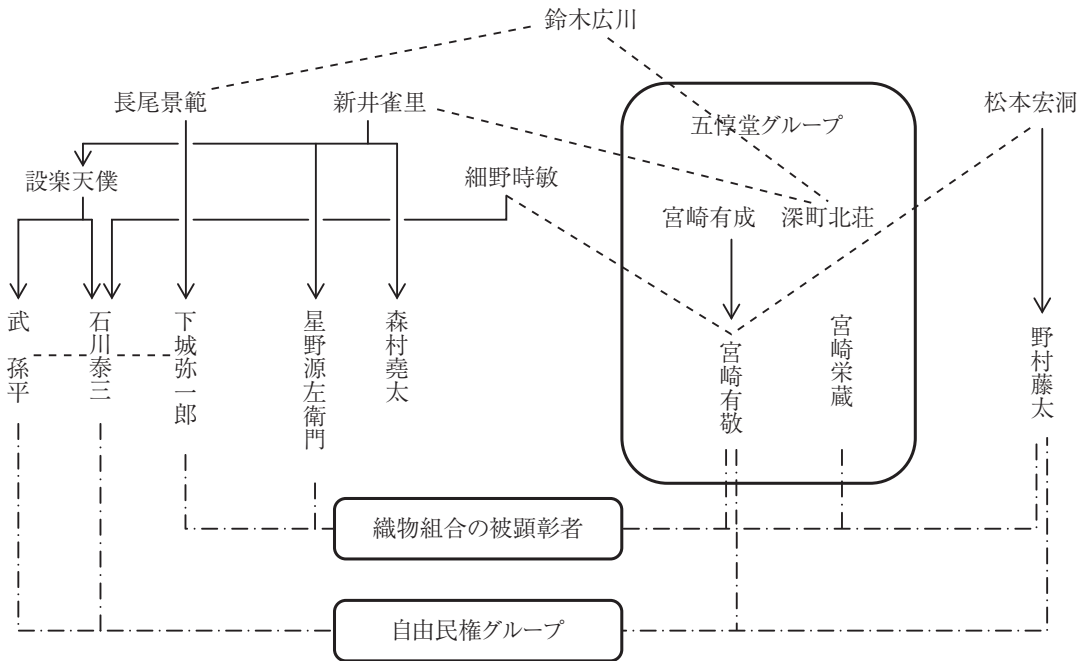 鈴木広川
長尾景範
新井雀里
松本宏洞
五惇堂グループ
設楽天僕
細野時敏
宮崎有成
深町北荘
武　孫平
石川泰三
下城弥一郎
星野源左衛門
森村堯太
宮崎有敬
宮崎栄蔵
野村藤太
織物組合の被顕彰者
自由民権グループ